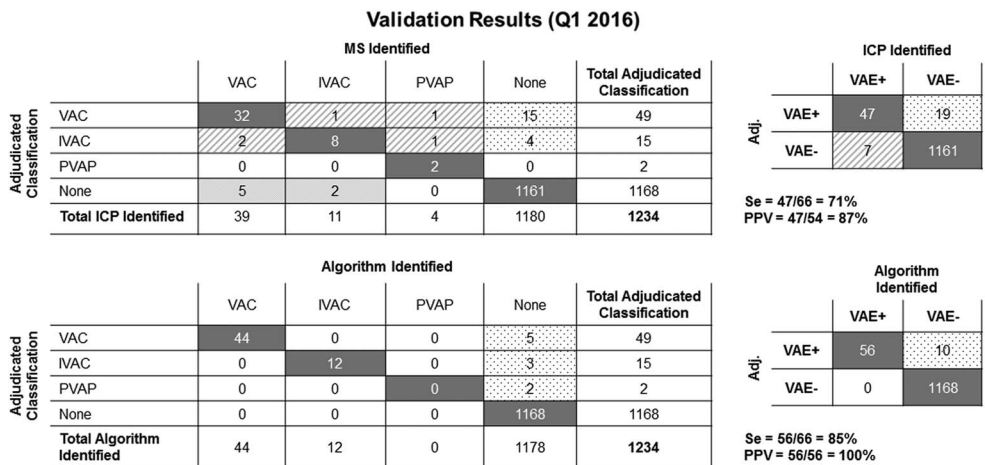 Validation Results (Q1 2016)
MS Identified
VAC IVAC PVAP None Total Adjudicated Classification
Adjudicated Classification
VAC 32 1 1 15 49
IVAC 2 8 1 4 15
PVAP 0 0 2 0 2
None 5 2 0 1161 1168
Total ICP Identified 39 11 4 1180 1234
ICP Identified
VAE+ VAE-
Adj.
VAE+ 47 19
VAE- 7 1161
Se = 47/66 = 71%
PPV = 47/54 = 87%
Algorithm Identified
VAC IVAC PVAP None Total Adjudicated Classification
Adjudicated Classification
VAC 44 0 0 5 49
IVAC 0 12 0 3 15
PVAP 0 0 0 2 2
None 0 0 0 1168 1168
Total Algorithm Identified 44 12 0 1178 1234
Algorithm
Identified
VAE+ VAE-
Adj.
VAE+ 56 10
VAE- 0 1168
Se = 56/66 = 85%
PPV = 56/56 = 100%